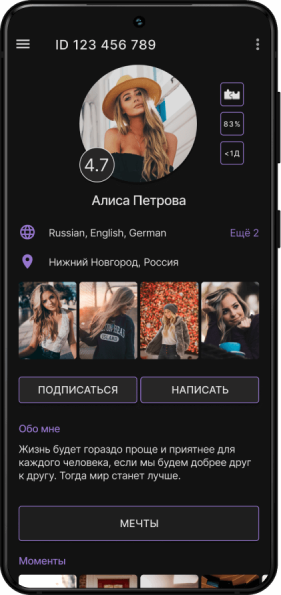 ID 123 456 789
83%
<1Д
4.7
Алиса Петрова
Russian, English, German Ещё 2
Нижний Новгород, Россия
ПОДПИСАТЬСЯ НАПИСАТЬ
Обо мне
Жизнь будет гораздо проще и приятнее для
каждого человека, если мы будем добрее друг
к другу. Тогда мир станет лучше.
МЕЧТЫ
Моменты